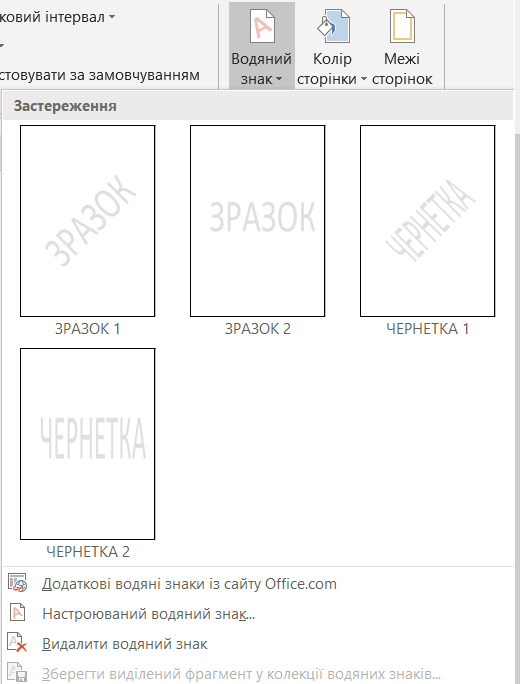 ковий інтервал
стовувати за замовчуванням
Водяний знак
Колір сторінки
Межі сторінок
Застереження
ЗРАЗОК
ЗРАЗОК
ЧЕРНЕТКА
ЗРАЗОК 1
ЗРАЗОК 2
ЧЕРНЕТКА 1
ЧЕРНЕТКА
ЧЕРНЕТКА 2
Додаткові водяні знаки із сайту Office.com
Настроюваний водяний знак...
Видалити водяний знак
Зберегти виділений фрагмент у колекції водяних знаків...